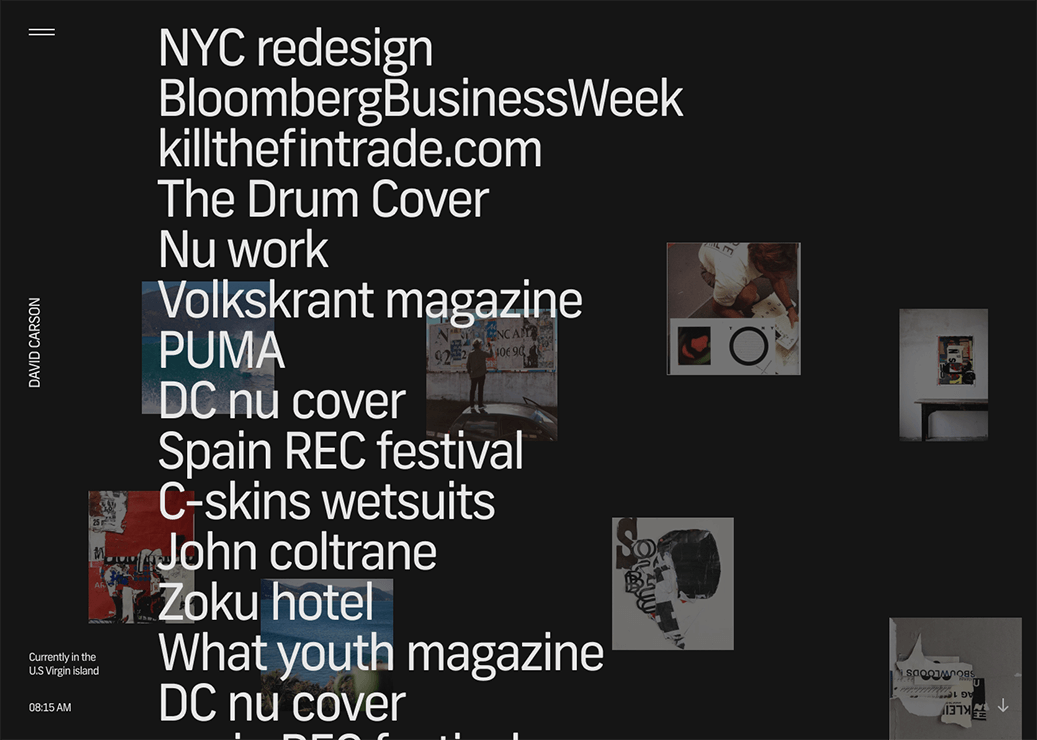 NYC redesign
BloombergBusinessWeek
killthefintrade.com
The Drum Cover
Nu work
Volkskrant magazine
PUMA
DC nu cover
Spain REC festival
C-skins wetsuits
John coltrane
Zoku hotel
What youth magazine
DC nu cover
DAVID CARSON
Currently in the
U.S Virgin island
08:15 AM